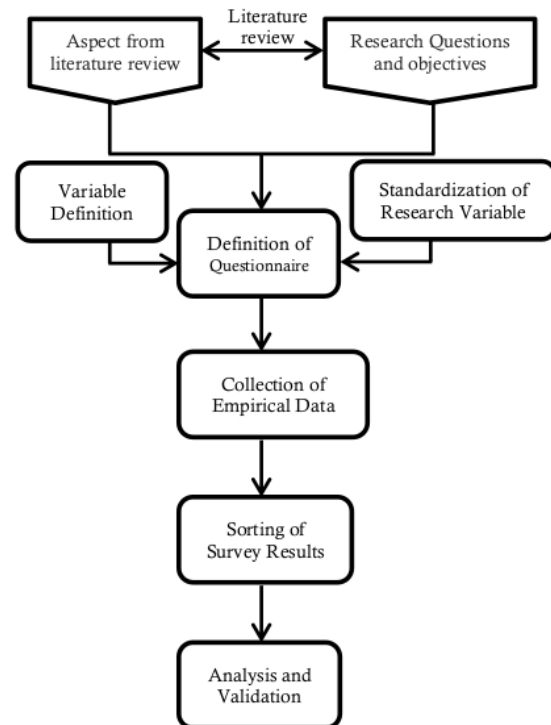 Literature
review
Aspect from
literature review
Research Questions
and objectives
Variable
Definition
Standardization of
Research Variable
Definition of
Questionnaire
Collection of
Empirical Data
Sorting of
Survey Results
Analysis and
Validation